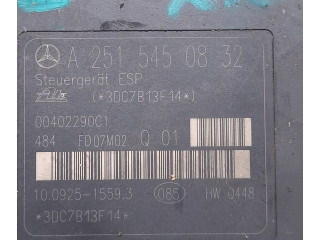 A 251 545 08 32
Steuergerät ESP
(*3DC7B13F14*)
00402290C1
484 FD07M02 Q 01
10.0925-1559.3 085 HW 0448
*3DC7B13F14*